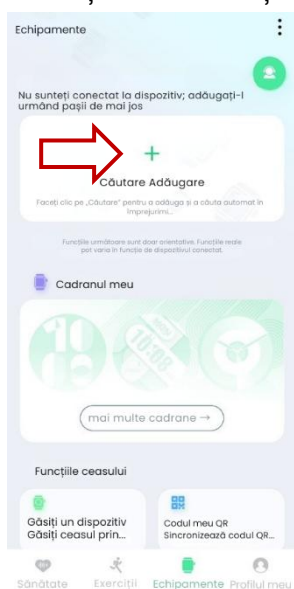 Echipamente
Nu sunteți conectat la dispozitiv; adăugați-l
urmând pașii de mai jos
Căutare Adăugare
Faceți clic pe „Căutare” pentru a adăuga și a căuta automat în
împrejurimi...
Funcțiile următoare sunt doar orientative. Funcțiile reale
pot varia în funcție de dispozitivul conectat.
Cadranul meu
10:08
mai multe cadrane →
Funcțiile ceasului
Găsiți un dispozitiv
Găsiți ceasul prin...
Codul meu QR
Sincronizează codul QR...
Sănătate
Exerciții
Echipamente
Profilul meu